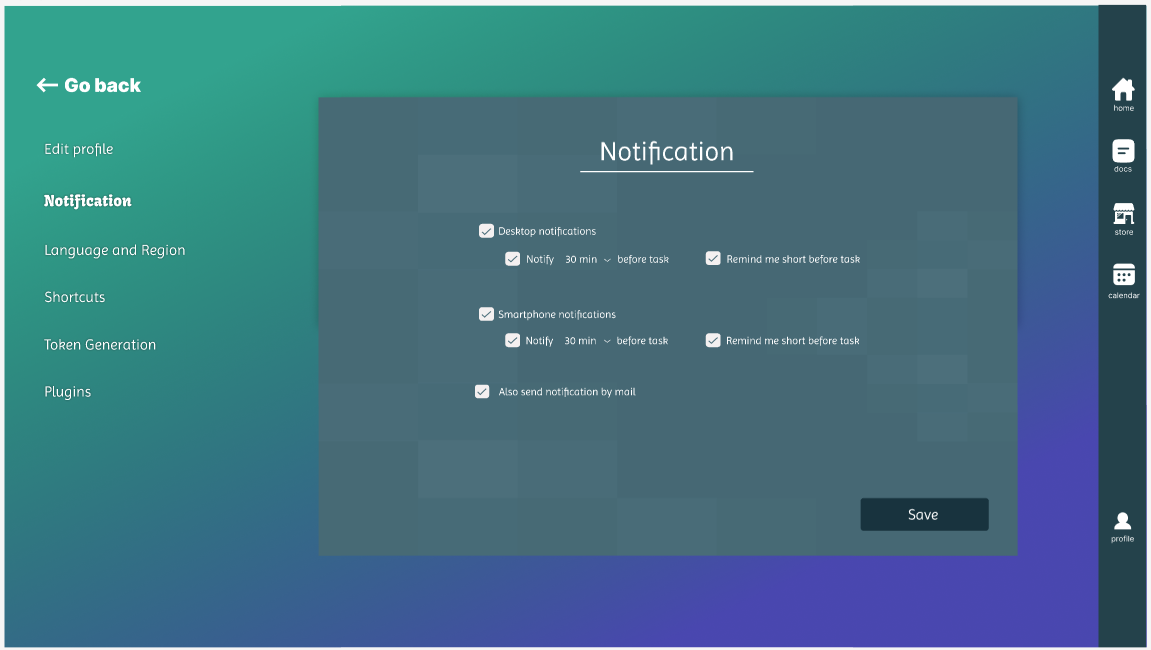 Go back
Edit profile
Notification
Language and Region
Shortcuts
Token Generation
Plugins
Notification
Desktop notifications
Notify 30 min before task Remind me short before task
Smartphone notifications
Notify 30 min before task Remind me short before task
Also send notification by mail
Save
home
docs
store
calendar
profile